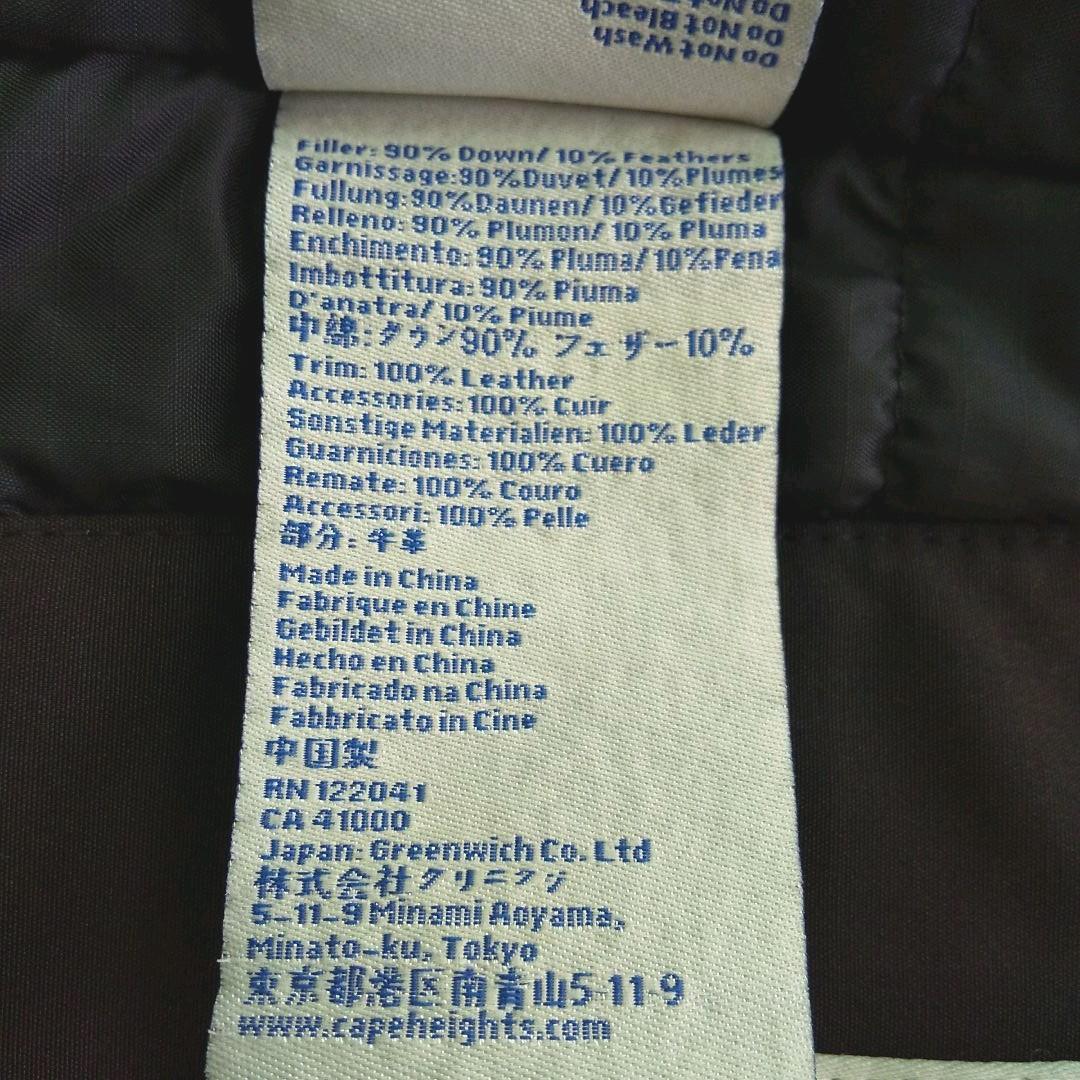 Do Not Wash
Do Not Bleach
Do Not
Filler: 90% Down/ 10% Feathers
Garnissage:90%Duvet/10%Plumes
Fullung:90%Daunen/10%Gefieder
Relleno: 90% Plumon/ 10% Pluma
Enchimento: 90% Pluma/10%Pena
Imbottitura: 90% Piuma
D'anatra/ 10% Piume
中綿:ダウン90% フェザー10%
Trim: 100% Leather
Accessories:100% Cuir
Sonstige Materialien: 100% Leder
Guarniciones: 100% Cuero
Remate: 100% Couro
Accessori: 100% Pelle
部分: 牛革
Made in China
Fabrique en Chine
Gebildet in China
Hecho en China
Fabricado na China
Fabbricato in Cine
中国製
RN 122041
CA 41000
Japan: Greenwich Co. Ltd
株式会社
5-11-9 Minami Aoyama,
Minato-ku, Tokyo
東京都港区南青山5-11-9
www.capeheights.com